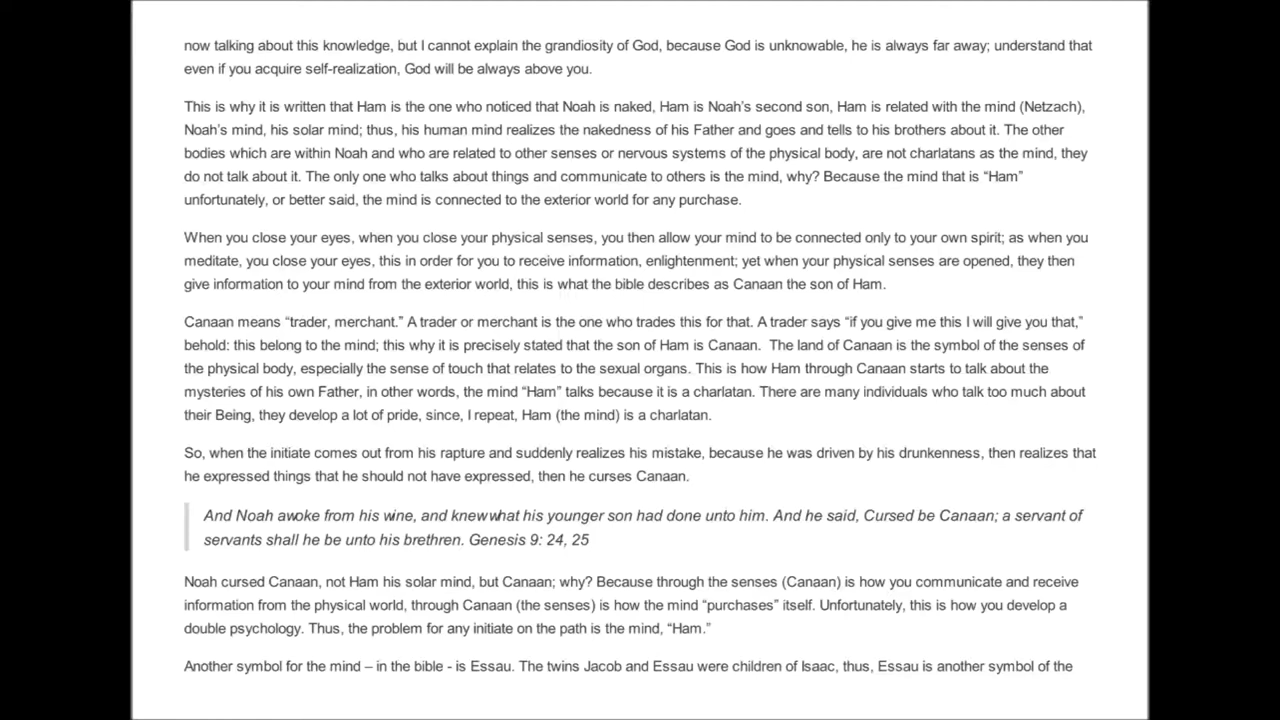 now talking about this knowledge, but I cannot explain the grandiosity of God, because God is unknowable, he is always far away; understand that
even if you acquire self-realization, God will be always above you.
This is why it is written that Ham is the one who noticed that Noah is naked, Ham is Noah's second son, Ham is related with the mind (Netzach),
Noah's mind, his solar mind; thus, his human mind realizes the nakedness of his Father and goes and tells to his brothers about it. The other
bodies which are within Noah and who are related to other senses or nervous systems of the physical body, are not charlatans as the mind, they
do not talk about it. The only one who talks about things and communicate to others is the mind, why? Because the mind that is “Ham”
unfortunately, or better said, the mind is connected to the exterior world for any purchase.
When you close your eyes, when you close your physical senses, you then allow your mind to be connected only to your own spirit; as when you
meditate, you close your eyes, this in order for you to receive information, enlightenment; yet when your physical senses are opened, they then
give information to your mind from the exterior world, this is what the bible describes as Canaan the son of Ham.
Canaan means “trader, merchant.” A trader or merchant is the one who trades this for that. A trader says “if you give me this I will give you that,”
behold: this belong to the mind; this why it is precisely stated that the son of Ham is Canaan. The land of Canaan is the symbol of the senses of
the physical body, especially the sense of touch that relates to the sexual organs. This is how Ham through Canaan starts to talk about the
mysteries of his own Father, in other words, the mind “Ham” talks because it is a charlatan. There are many individuals who talk too much about
their Being, they develop a lot of pride, since, I repeat, Ham (the mind) is a charlatan.
So, when the initiate comes out from his rapture and suddenly realizes his mistake, because he was driven by his drunkenness, then realizes that
he expressed things that he should not have expressed, then he curses Canaan.
And Noah awoke from his wine, and knew what his younger son had done unto him. And he said, Cursed be Canaan; a servant of
servants shall he be unto his brethren. Genesis 9: 24, 25
Noah cursed Canaan, not Ham his solar mind, but Canaan; why? Because through the senses (Canaan) is how you communicate and receive
information from the physical world, through Canaan (the senses) is how the mind “purchases” itself. Unfortunately, this is how you develop a
double psychology. Thus, the problem for any initiate on the path is the mind, “Ham.”
Another symbol for the mind – in the bible - is Essau. The twins Jacob and Essau were children of Isaac, thus, Essau is another symbol of the